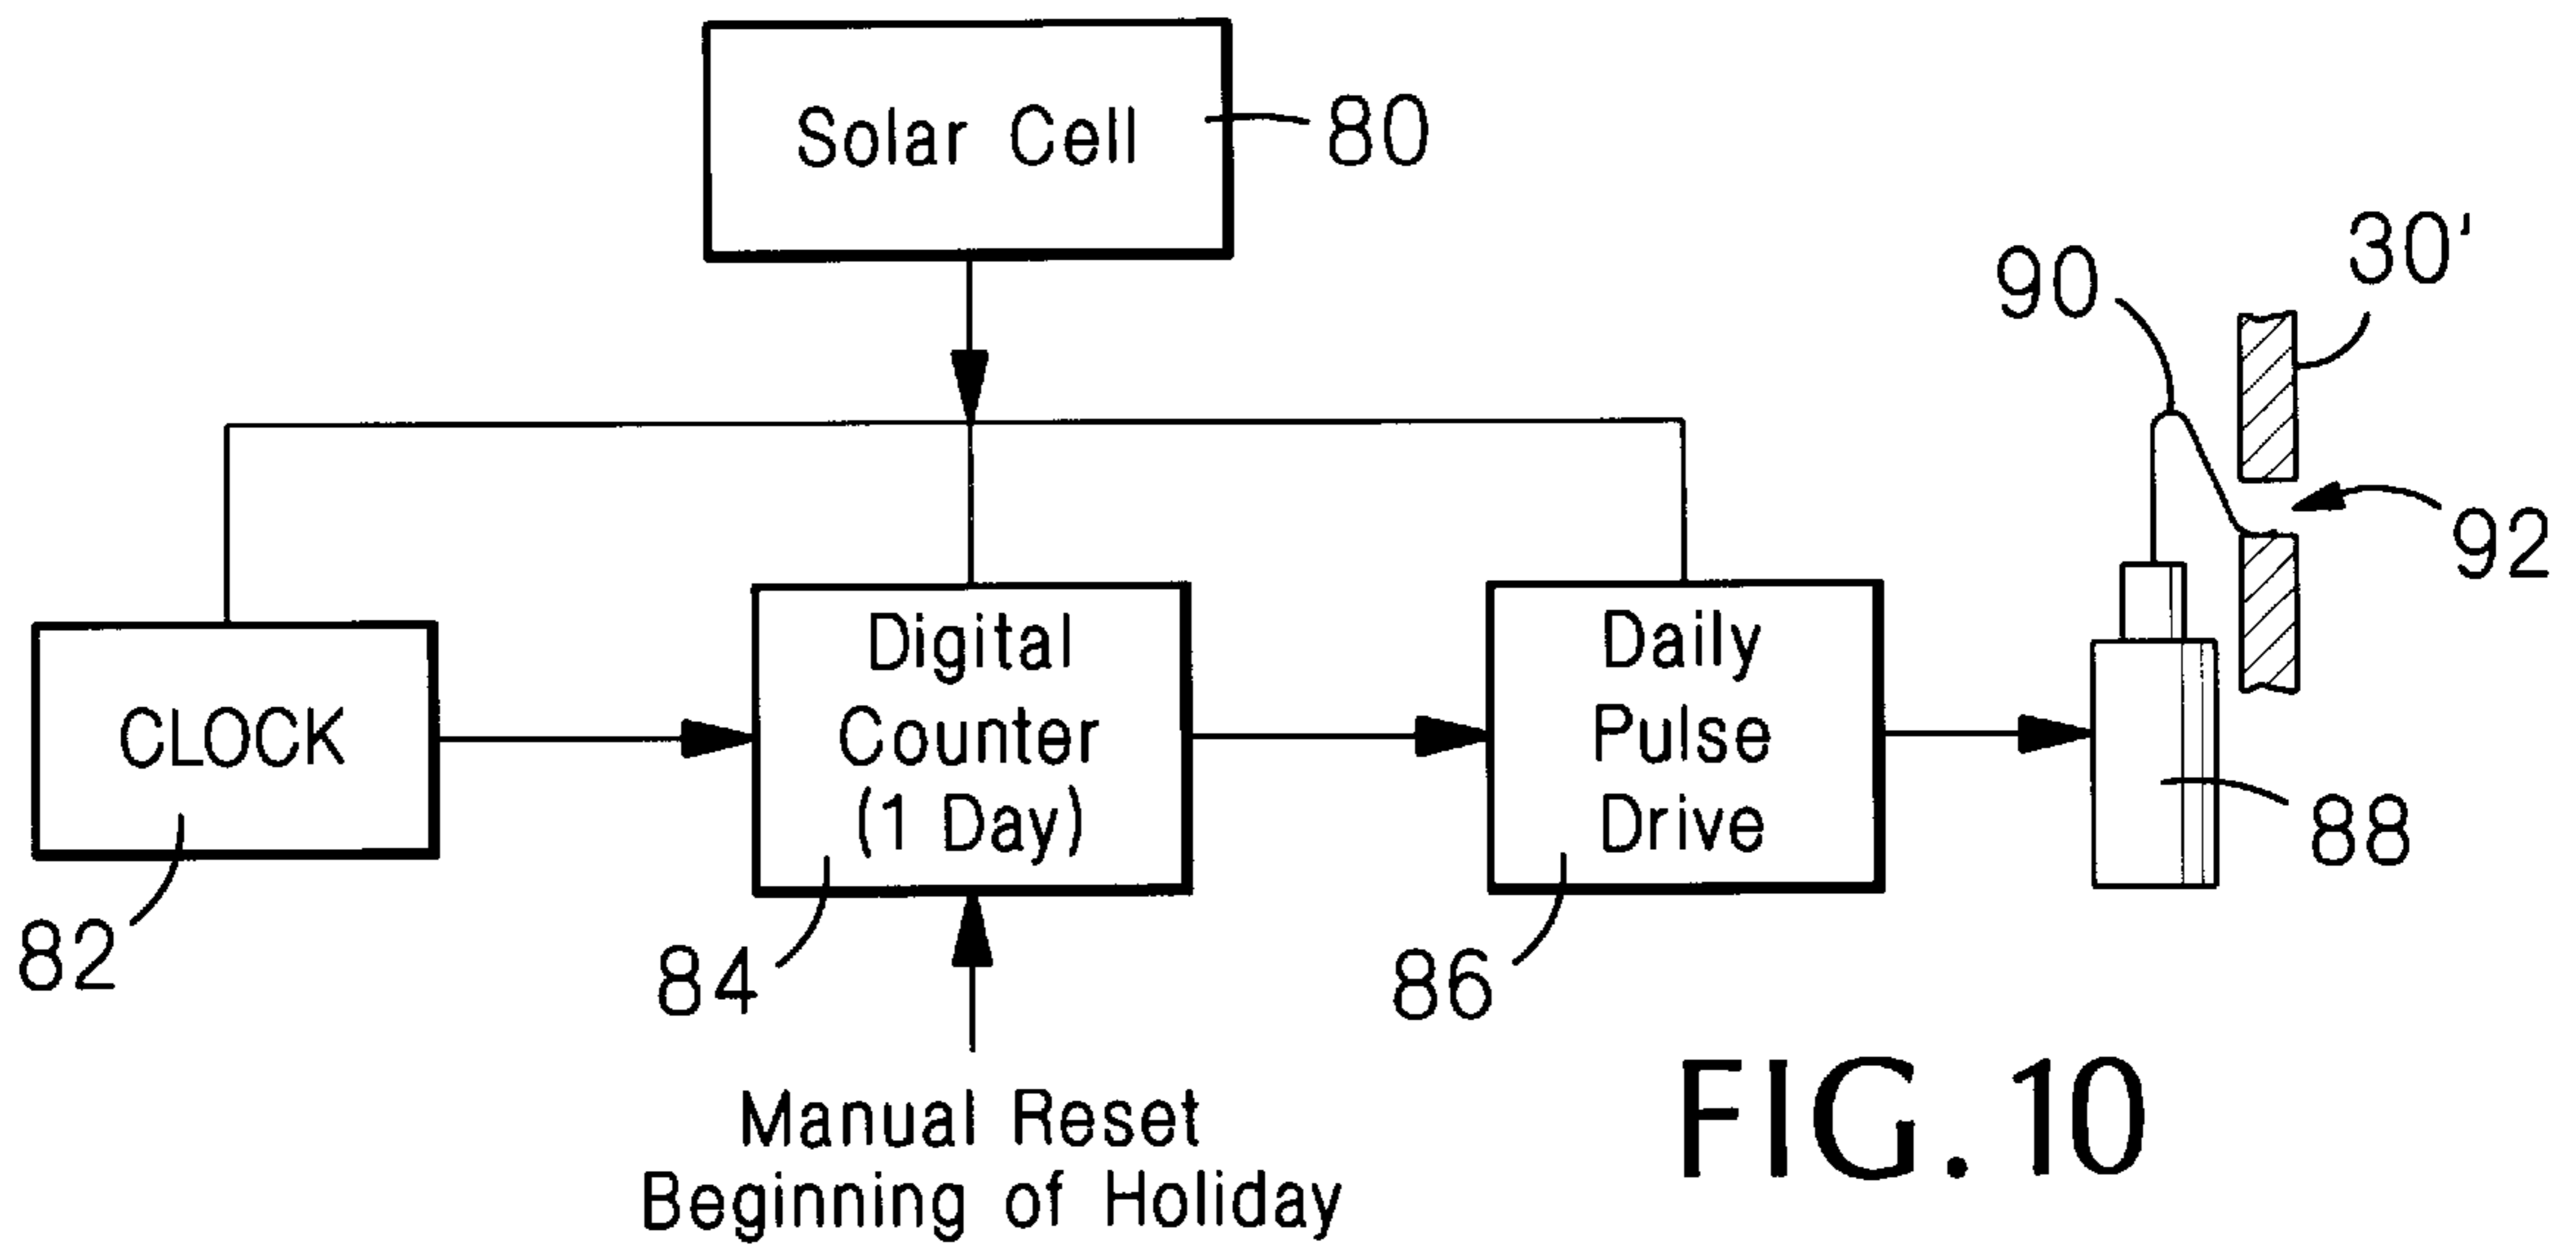 Solar Cell
80
90
30'
92
CLOCK
82
Digital
Counter
(1 Day)
84
Daily
Pulse
Drive
86
88
Manual Reset
Beginning of Holiday
FIG. 10